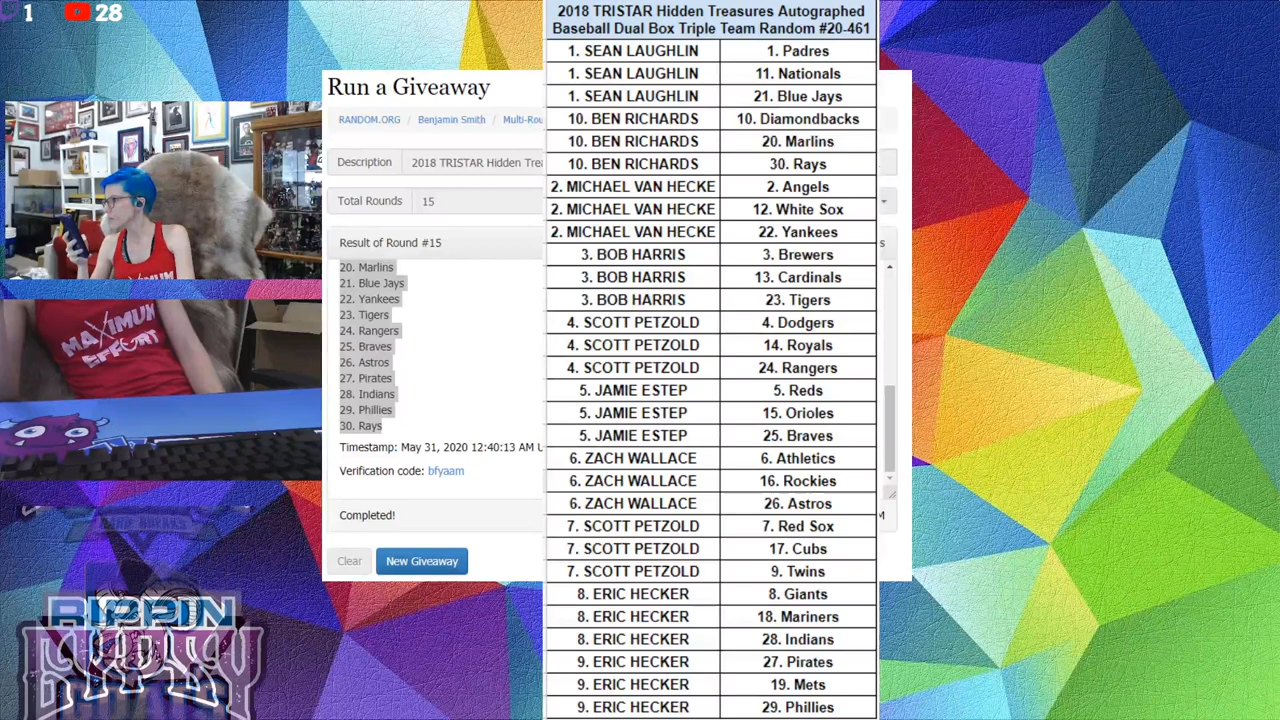 1 28
Run a Giveaway
RANDOM.ORG / Benjamin Smith / Multi-Rou
Description 2018 TRISTAR Hidden Trea
Total Rounds 15
Result of Round #15
20. Marlins
21. Blue Jays
22. Yankees
23. Tigers
24. Rangers
25. Braves
26. Astros
27. Pirates
28. Indians
29. Phillies
30. Rays
Timestamp: May 31, 2020 12:40:13 AM U
Verification code: bfyaam
Completed!
Clear New Giveaway
2018 TRISTAR Hidden Treasures Autographed
Baseball Dual Box Triple Team Random #20-461
1. SEAN LAUGHLIN 1. Padres
1. SEAN LAUGHLIN 11. Nationals
1. SEAN LAUGHLIN 21. Blue Jays
10. BEN RICHARDS 10. Diamondbacks
10. BEN RICHARDS 20. Marlins
10. BEN RICHARDS 30. Rays
2. MICHAEL VAN HECKE 2. Angels
2. MICHAEL VAN HECKE 12. White Sox
2. MICHAEL VAN HECKE 22. Yankees
3. BOB HARRIS 3. Brewers
3. BOB HARRIS 13. Cardinals
3. BOB HARRIS 23. Tigers
4. SCOTT PETZOLD 4. Dodgers
4. SCOTT PETZOLD 14. Royals
4. SCOTT PETZOLD 24. Rangers
5. JAMIE ESTEP 5. Reds
5. JAMIE ESTEP 15. Orioles
5. JAMIE ESTEP 25. Braves
6. ZACH WALLACE 6. Athletics
6. ZACH WALLACE 16. Rockies
6. ZACH WALLACE 26. Astros
7. SCOTT PETZOLD 7. Red Sox
7. SCOTT PETZOLD 17. Cubs
7. SCOTT PETZOLD 9. Twins
8. ERIC HECKER 8. Giants
8. ERIC HECKER 18. Mariners
8. ERIC HECKER 28. Indians
9. ERIC HECKER 27. Pirates
9. ERIC HECKER 19. Mets
9. ERIC HECKER 29. Phillies
MAXIMUM
EFFORT
RIPPIN